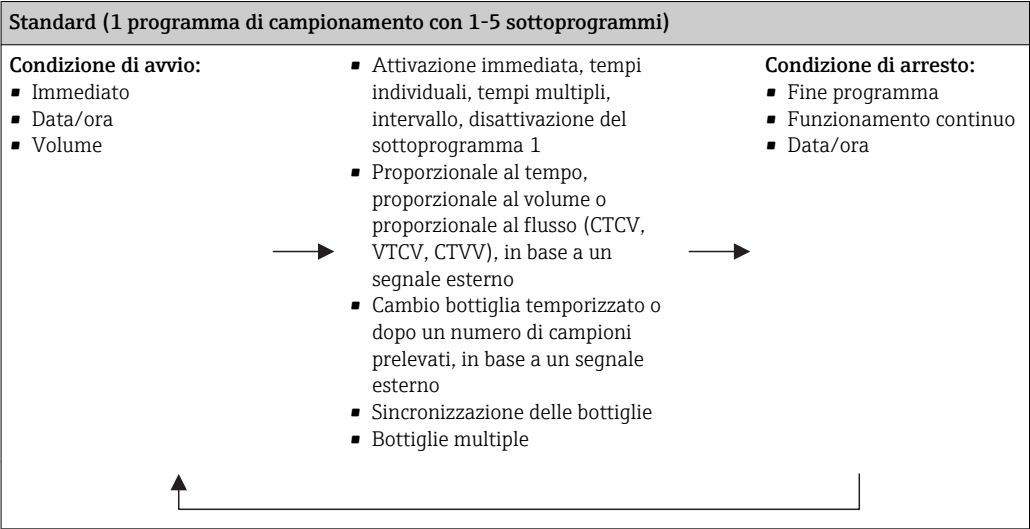 Standard (1 programma di campionamento con 1-5 sottoprogrammi)
Condizione di avvio:
▪ Immediato
▪ Data/ora
▪ Volume
▪ Attivazione immediata, tempi
individuali, tempi multipli,
intervallo, disattivazione del
sottoprogramma 1
▪ Proporzionale al tempo,
proporzionale al volume o
proporzionale al flusso (CTCV,
VTCV, CTVV), in base a un
segnale esterno
▪ Cambio bottiglia temporizzato o
dopo un numero di campioni
prelevati, in base a un segnale
esterno
▪ Sincronizzazione delle bottiglie
▪ Bottiglie multiple
Condizione di arresto:
▪ Fine programma
▪ Funzionamento continuo
▪ Data/ora